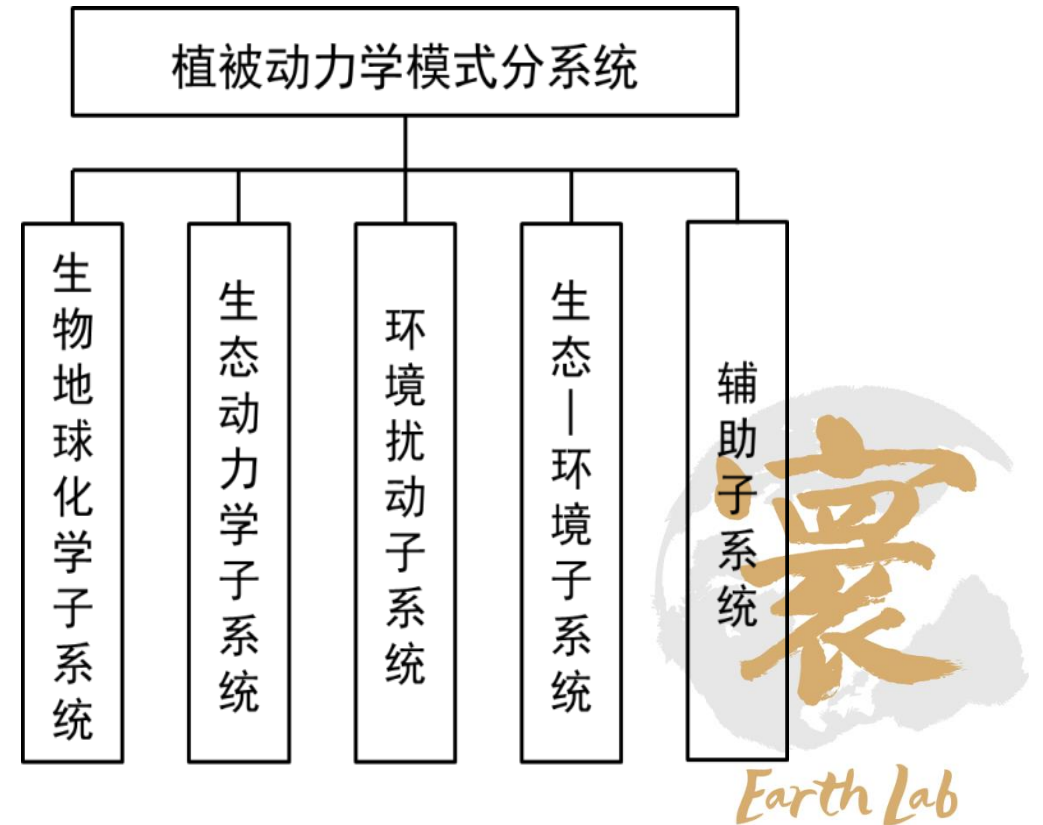 植被动力学模式分系统
生物地球化学子系统
生态动力学子系统
环境扰动子系统
生态—环境子系统
辅助子系统
寰
Earth Lab